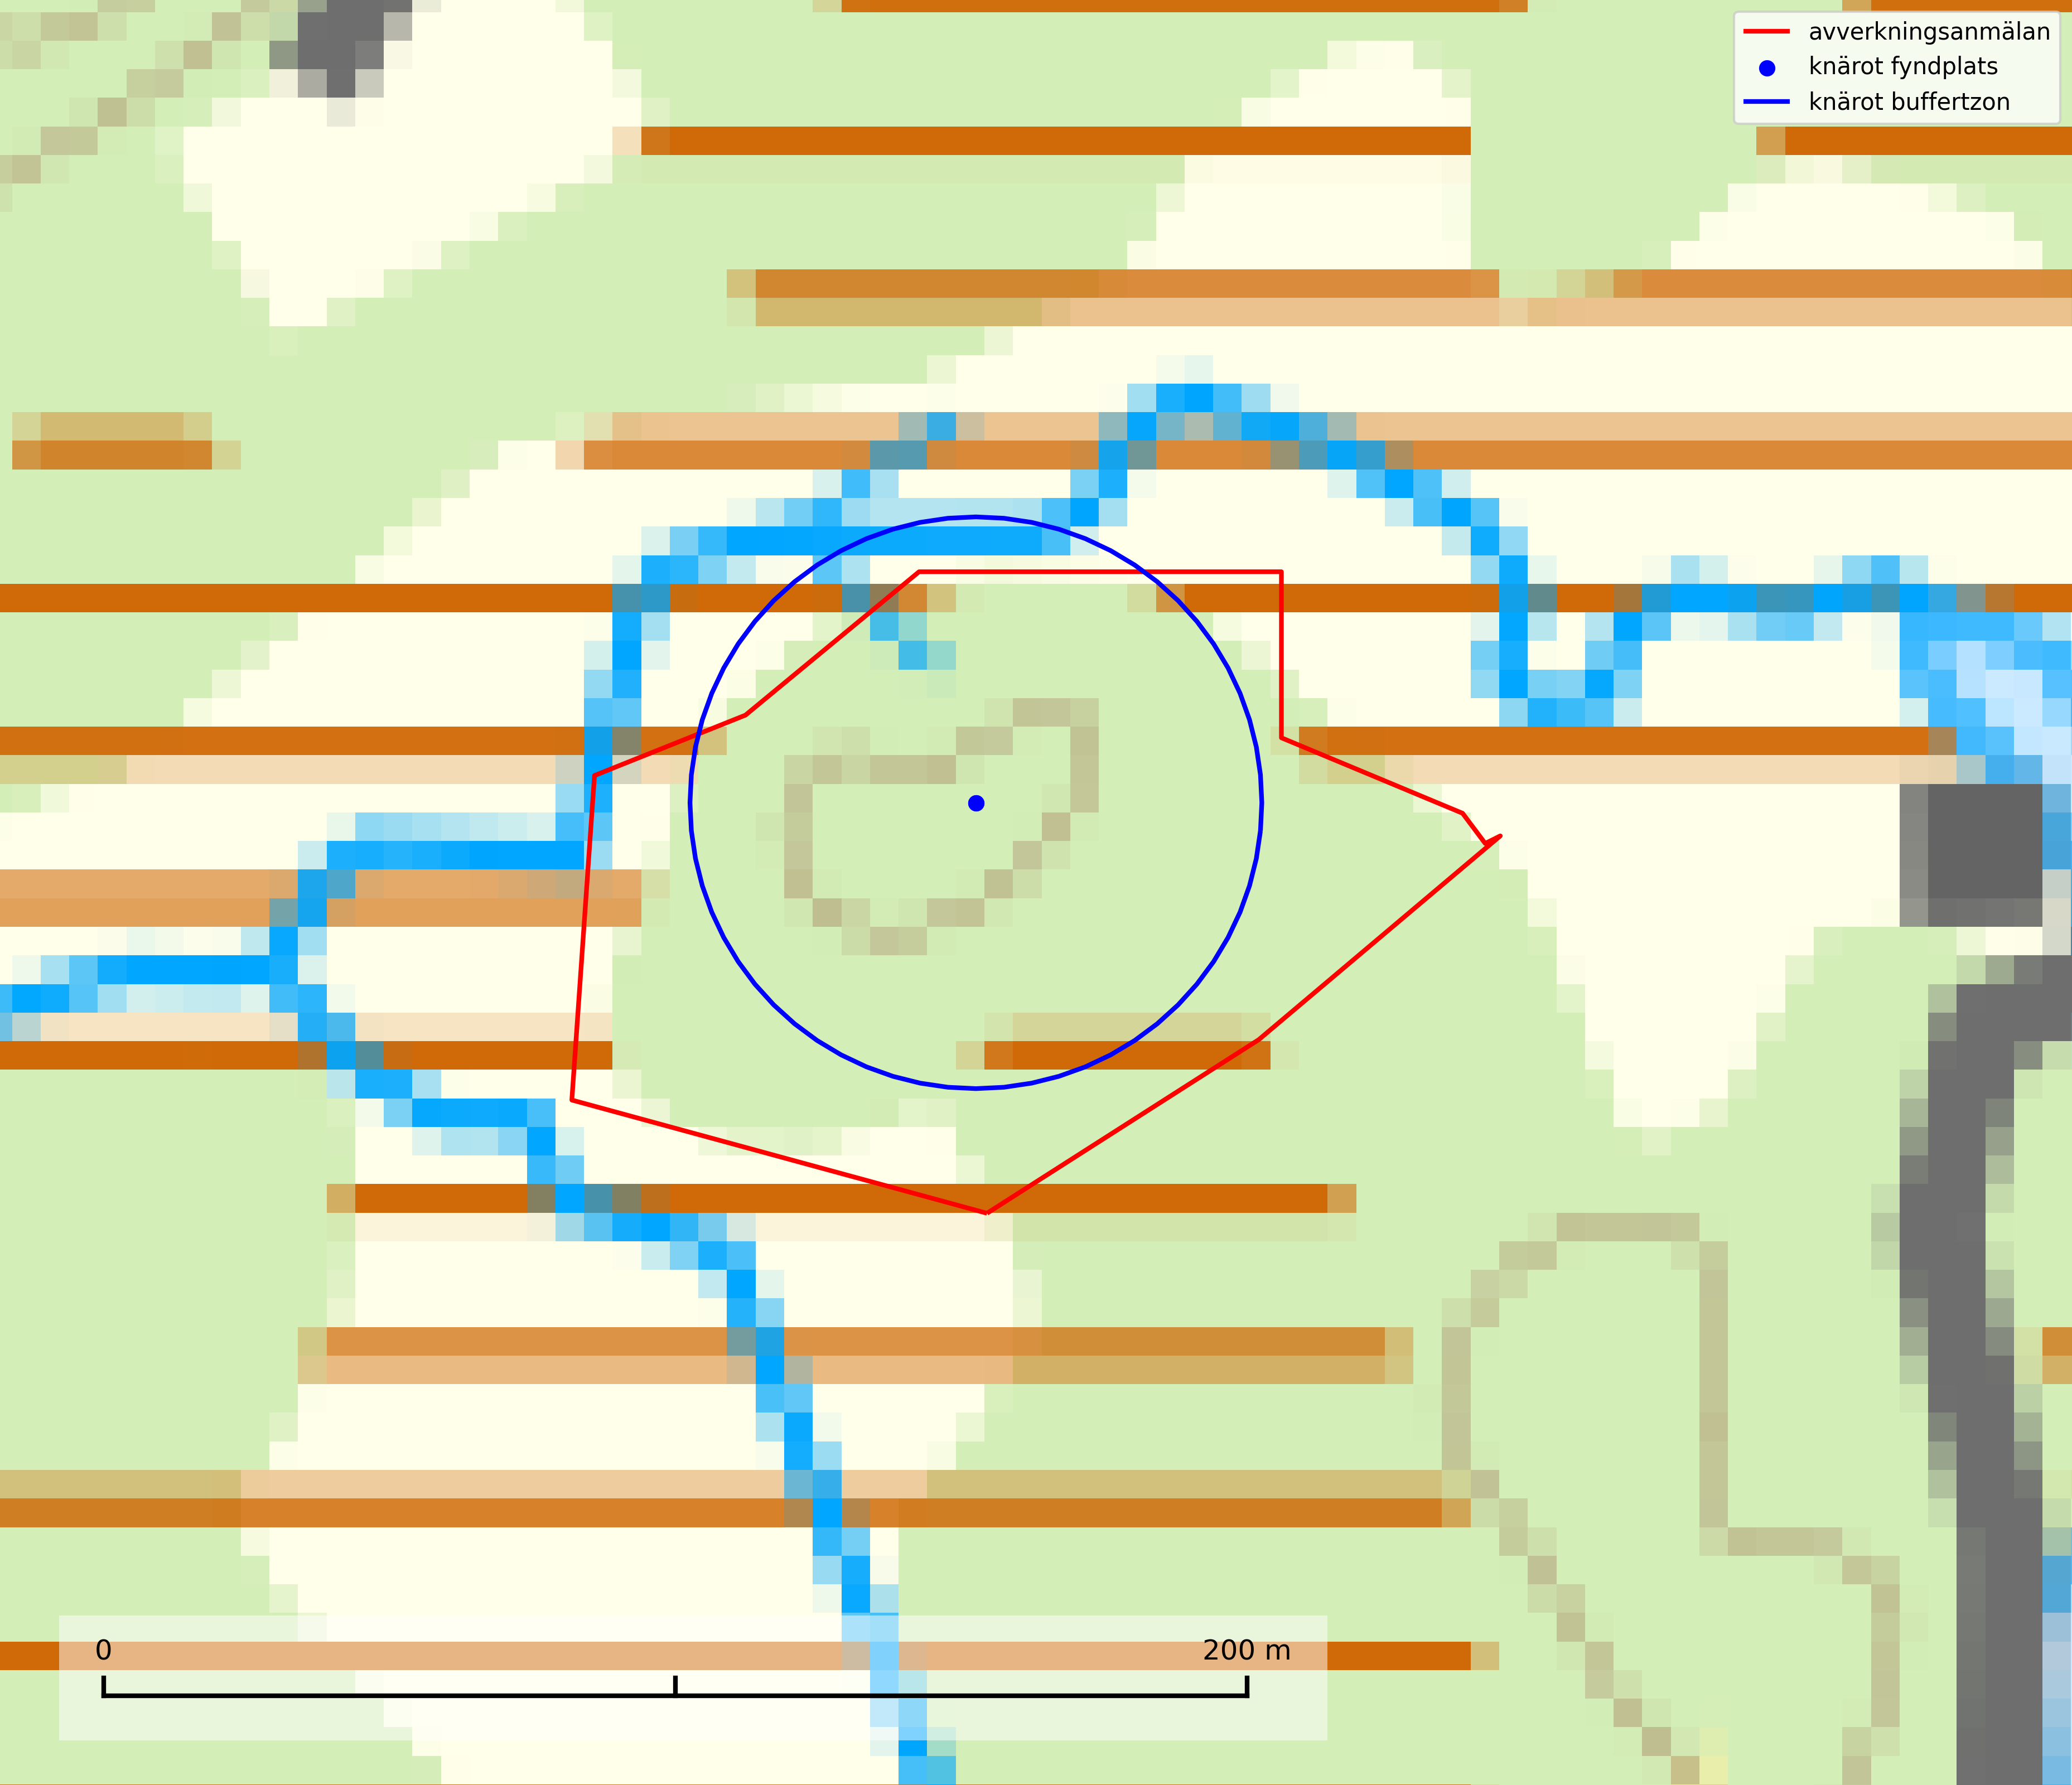 avverkningsanmälan
knärot fyndplats
knärot buffertzon
0 200 m